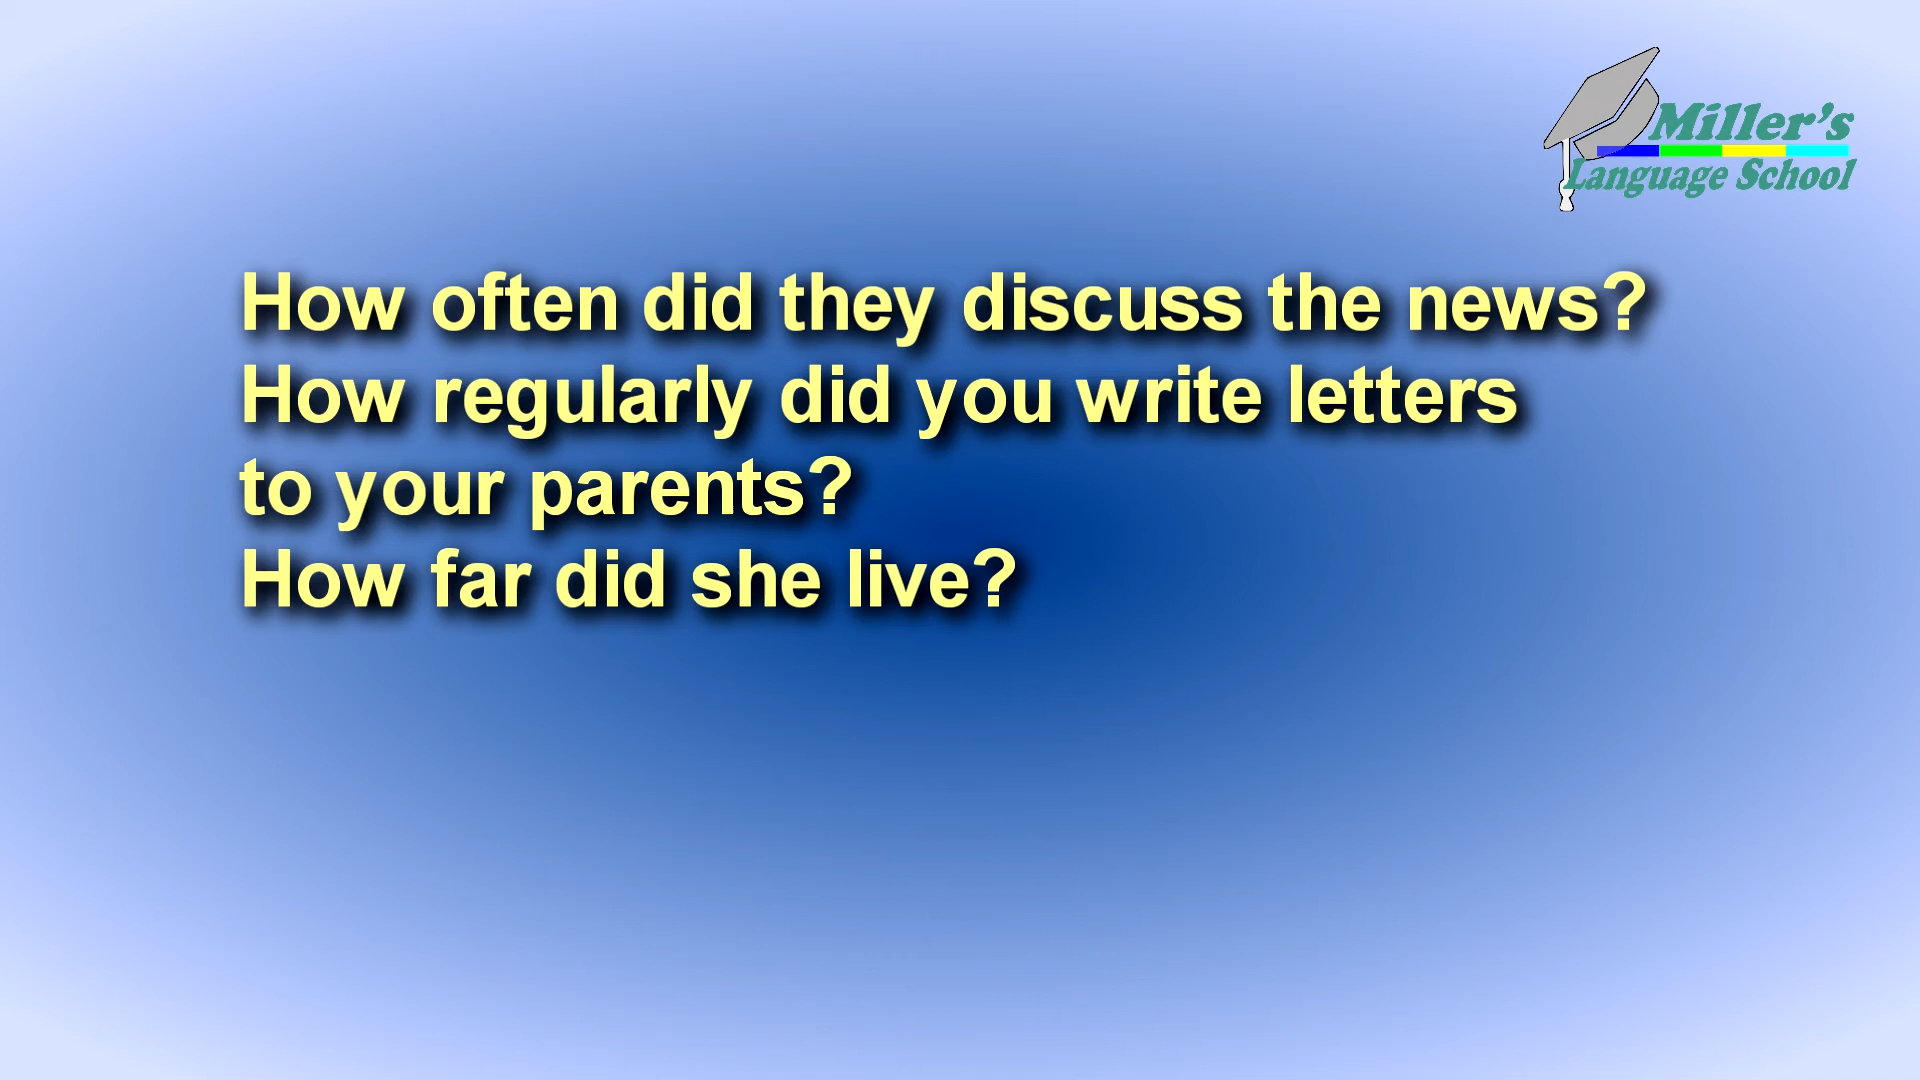 Miller's
Language School
How often did they discuss the news?
How regularly did you write letters
to your parents?
How far did she live?